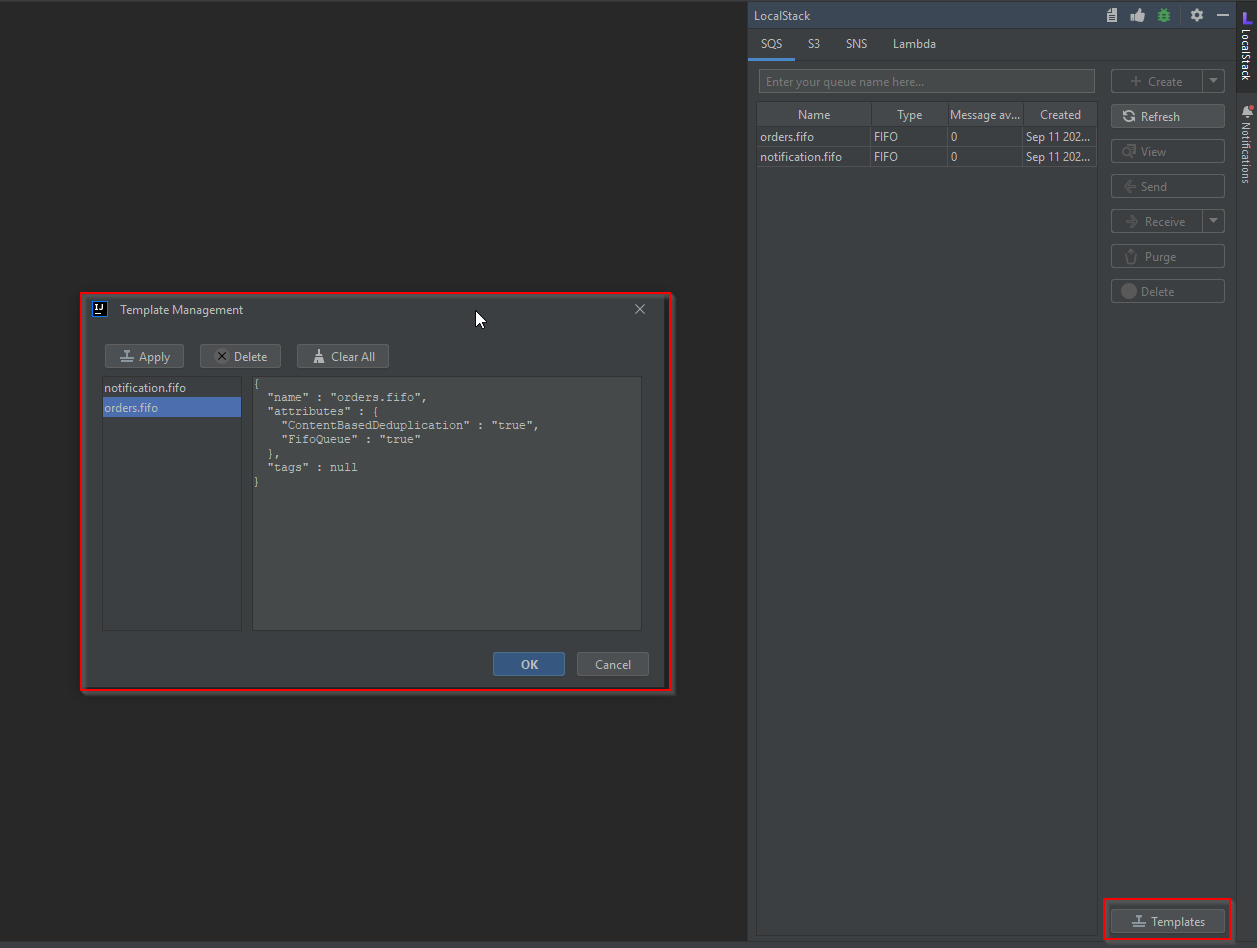 LocalStack
SQS S3 SNS Lambda
Enter your queue name here...
Create
Name Type Message av... Created
orders.fifo FIFO 0 Sep 11 202...
notification.fifo FIFO 0 Sep 11 202...
Refresh
View
Send
Receive
Purge
Delete
Templates
LocalStack
Notifications
IJ
Template Management
Apply Delete Clear All
notification.fifo
orders.fifo
{
"name" : "orders.fifo",
"attributes" : {
"ContentBasedDeduplication" : "true",
"FifoQueue" : "true"
},
"tags" : null
}
OK Cancel